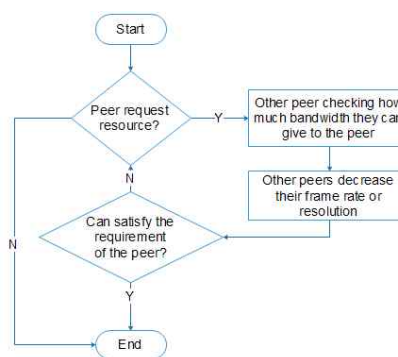 Start
Peer request
resource?
Y
Other peer checking how
much bandwidth they can
give to the peer
Other peers decrease
their frame rate or
resolution
N
Can satisfy the
requirement
of the peer?
N
Y
End